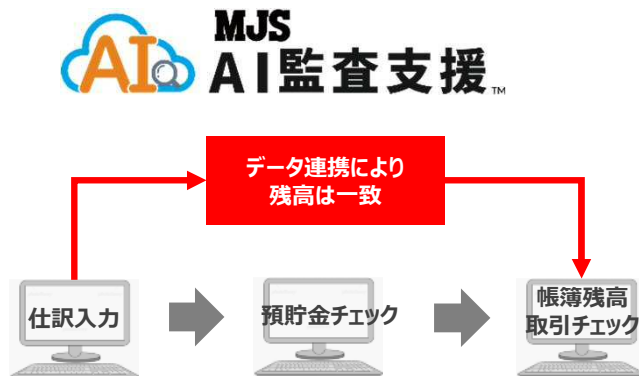 AI
MJS
AI監査支援™
データ連携により
残高は一致
仕訳入力
預貯金チェック
帳簿残高
取引チェック